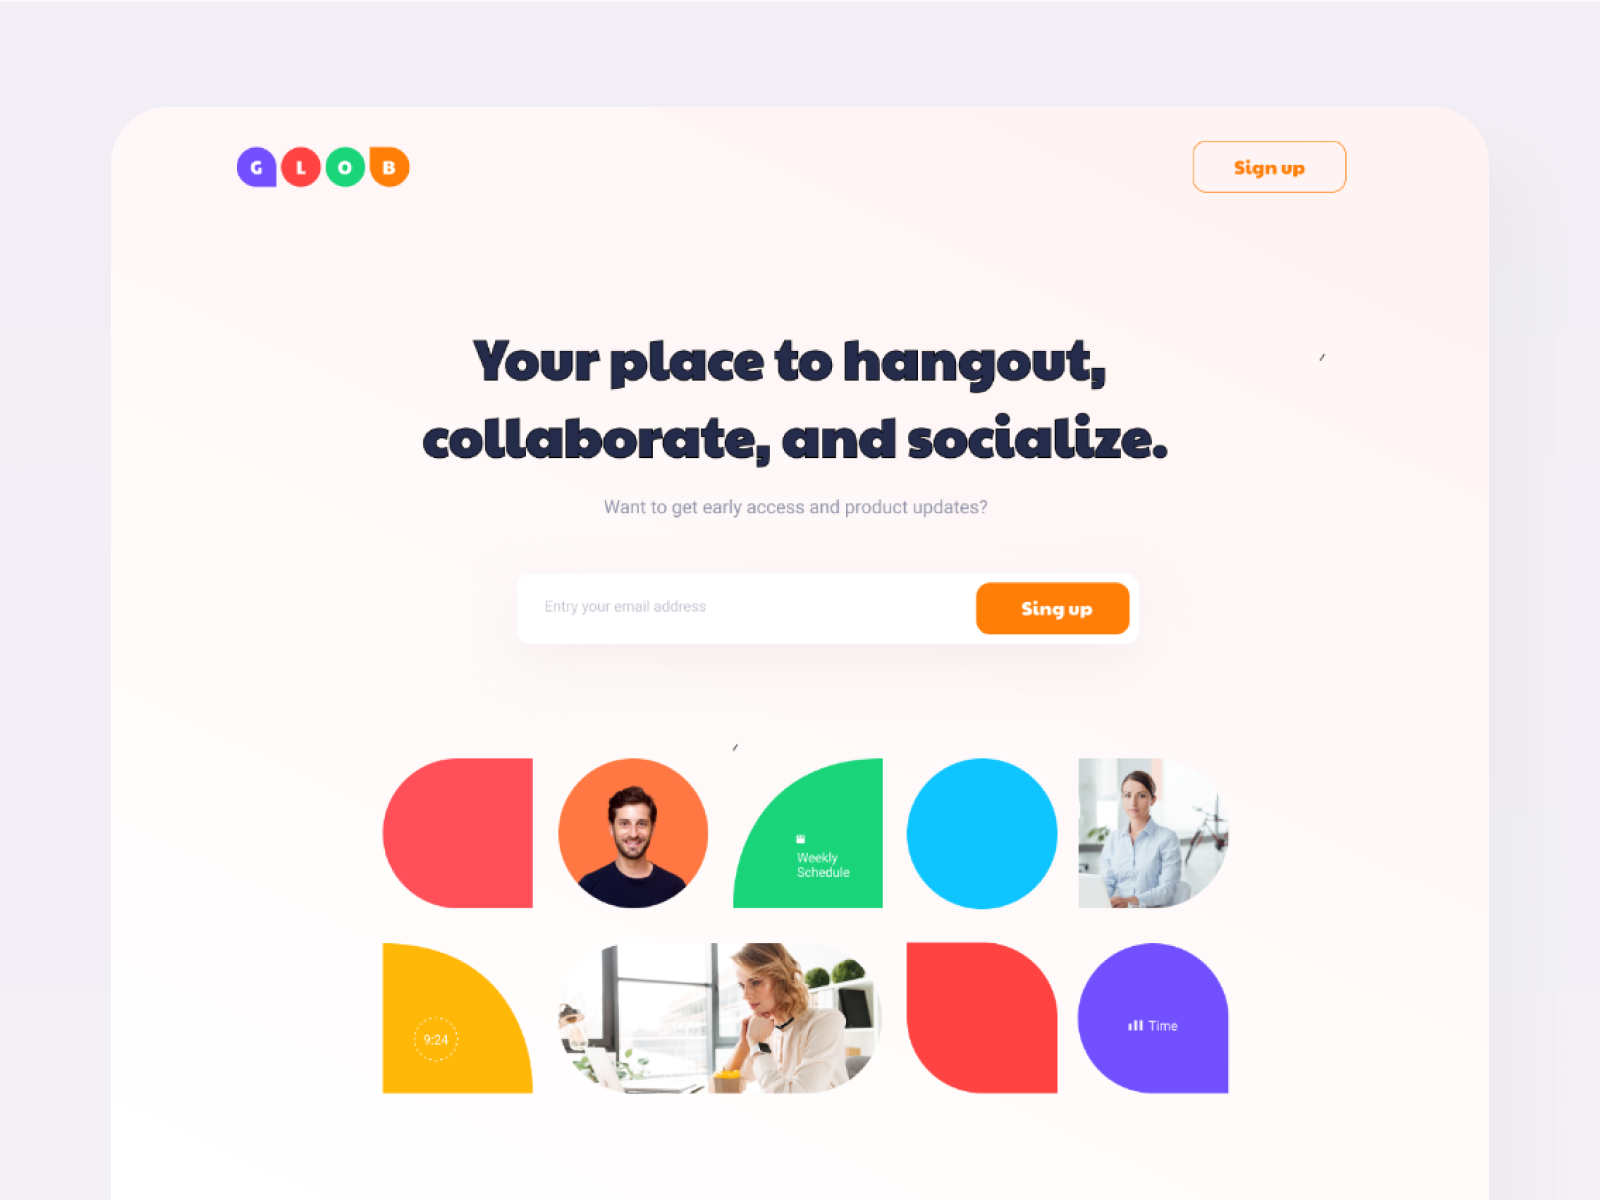 GLOB
Sign up
Your place to hangout,
collaborate, and socialize.
Want to get early access and product updates?
Entry your email address
Sing up
Weekly
Schedule
9:24
Time